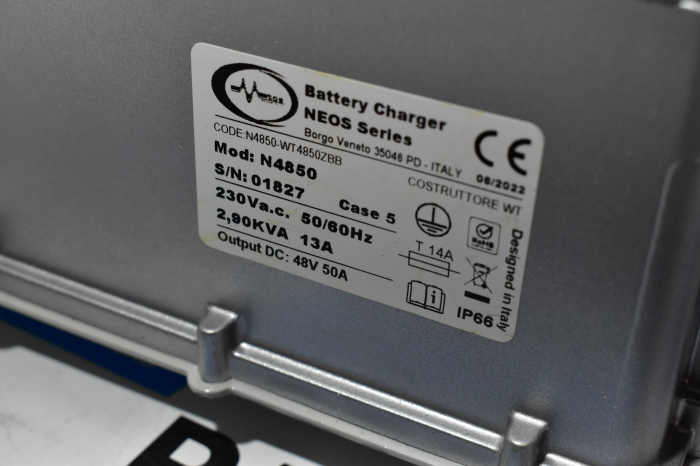 Battery Charger
NEOS Series
Borgo Veneto 35046 PD - ITALY
CE
06/2022
CODE:N4850-WT4850ZBB
COSTRUTTORE WT
Mod: N4850
S/N: 01827
Case 5
230Va.c. 50/60Hz
2,90KVA 13A
Output DC: 48V 50A
T 14A
RoHS
IP66
Designed in Italy